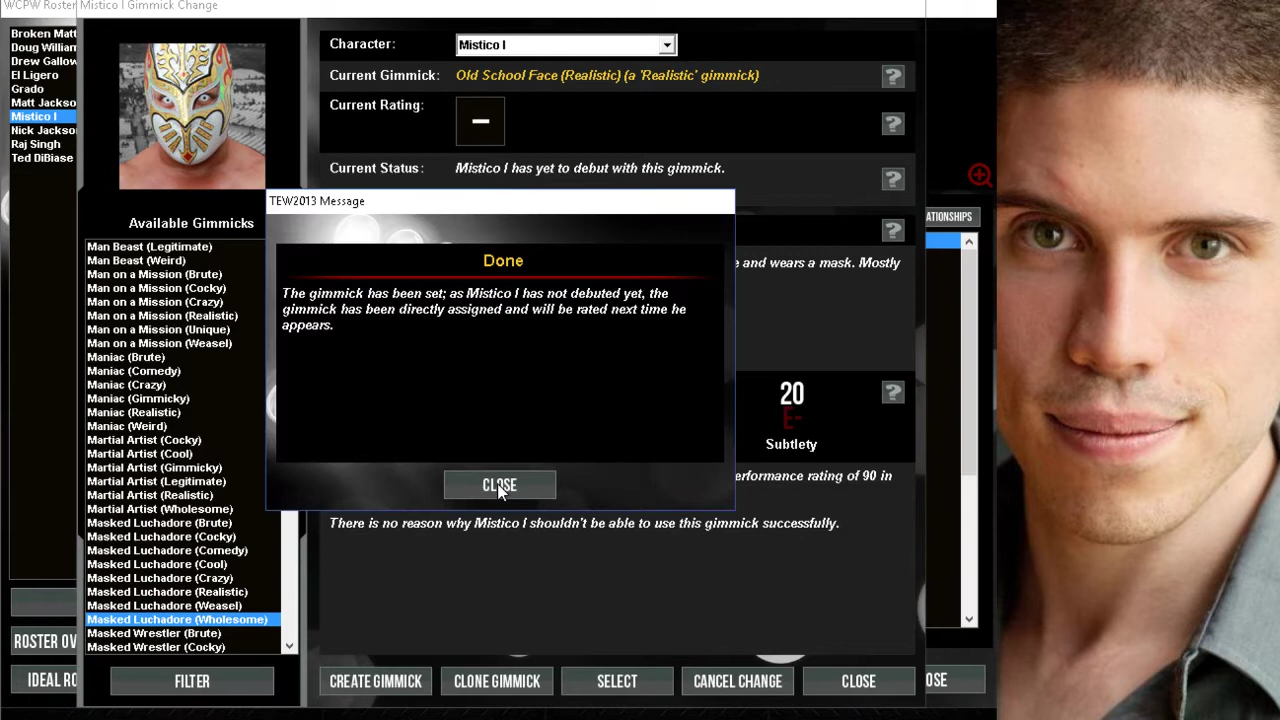 WCPW Roster
Mistico I Gimmick Change
Broken Matt
Doug William
Drew Gallow
El Ligero
Grado
Matt Jackso
Mistico I
Nick Jackso
Raj Singh
Ted DiBiase
ROSTER OV
IDEAL RO
Available Gimmicks
Man Beast (Legitimate)
Man Beast (Weird)
Man on a Mission (Brute)
Man on a Mission (Cocky)
Man on a Mission (Crazy)
Man on a Mission (Realistic)
Man on a Mission (Unique)
Man on a Mission (Weasel)
Maniac (Brute)
Maniac (Comedy)
Maniac (Crazy)
Maniac (Gimmicky)
Maniac (Realistic)
Maniac (Weird)
Martial Artist (Cocky)
Martial Artist (Cool)
Martial Artist (Gimmicky)
Martial Artist (Legitimate)
Martial Artist (Realistic)
Martial Artist (Wholesome)
Masked Luchadore (Brute)
Masked Luchadore (Cocky)
Masked Luchadore (Comedy)
Masked Luchadore (Cool)
Masked Luchadore (Crazy)
Masked Luchadore (Realistic)
Masked Luchadore (Weasel)
Masked Luchadore (Wholesome)
Masked Wrestler (Brute)
Masked Wrestler (Cocky)
FILTER
Character: Mistico I
Current Gimmick: Old School Face (Realistic) (a 'Realistic' gimmick) ?
Current Rating: - ?
Current Status: Mistico I has yet to debut with this gimmick. ?
TEW2013 Message
Done
The gimmick has been set; as Mistico I has not debuted yet, the
gimmick has been directly assigned and will be rated next time he
appears.
CLOSE
?
and wears a mask. Mostly
20 ?
E-
Subtlety
erformance rating of 90 in
There is no reason why Mistico I shouldn't be able to use this gimmick successfully.
CREATE GIMMICK CLONE GIMMICK SELECT CANCEL CHANGE CLOSE
ATIONSHIPS
OSE